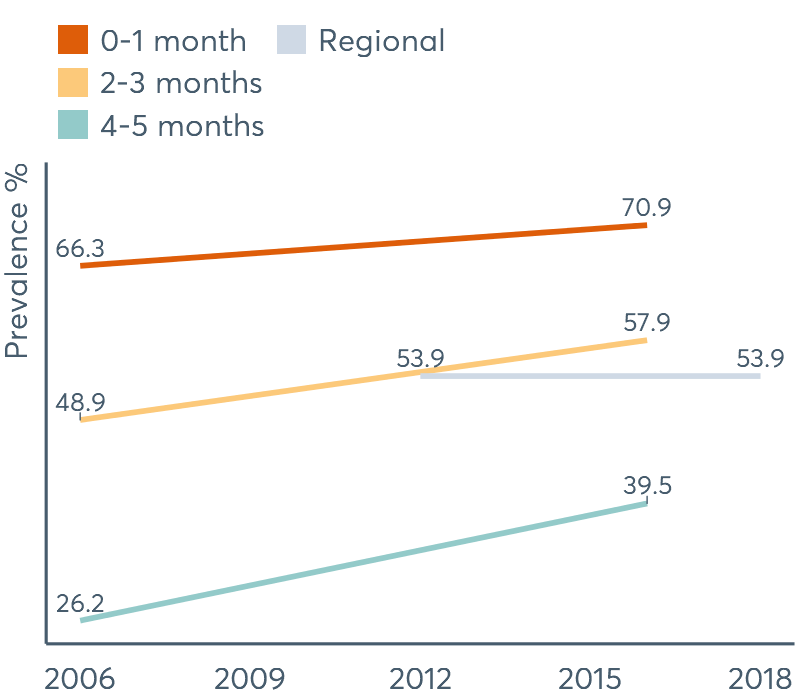 0-1 month Regional
2-3 months
4-5 months
Prevalence %
70.9
66.3
57.9
53.9 53.9
48.9
39.5
26.2
2006 2009 2012 2015 2018